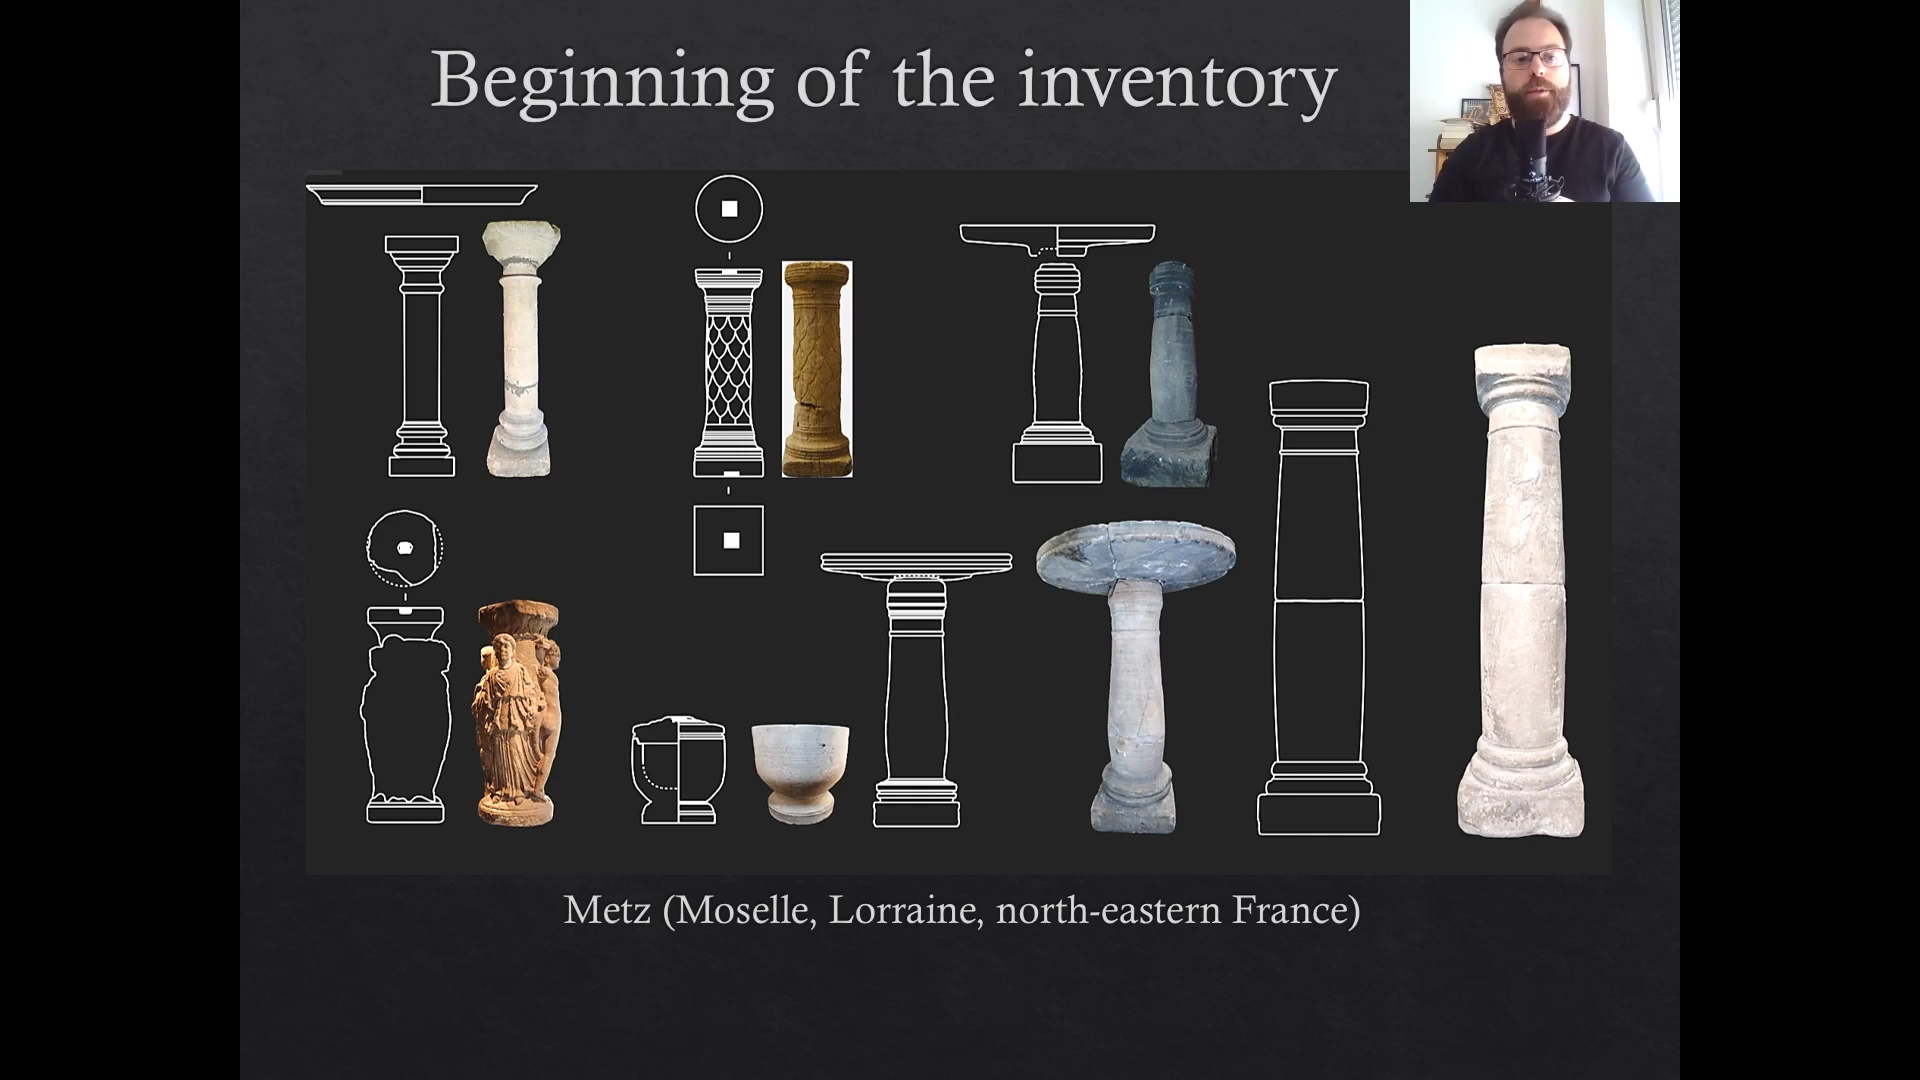 Beginning of the inventory
Metz (Moselle, Lorraine, north-eastern France)